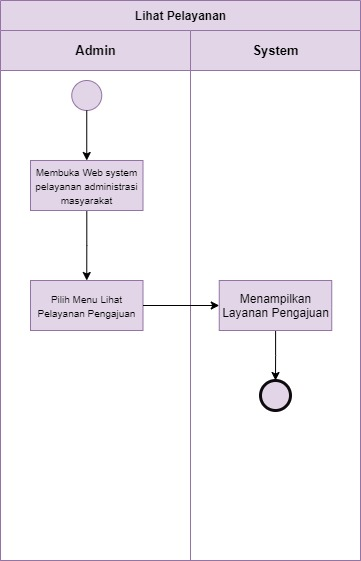 Lihat Pelayanan
Admin
System
Membuka Web system
pelayanan administrasi
masyarakat
Pilih Menu Lihat
Pelayanan Pengajuan
Menampilkan
Layanan Pengajuan